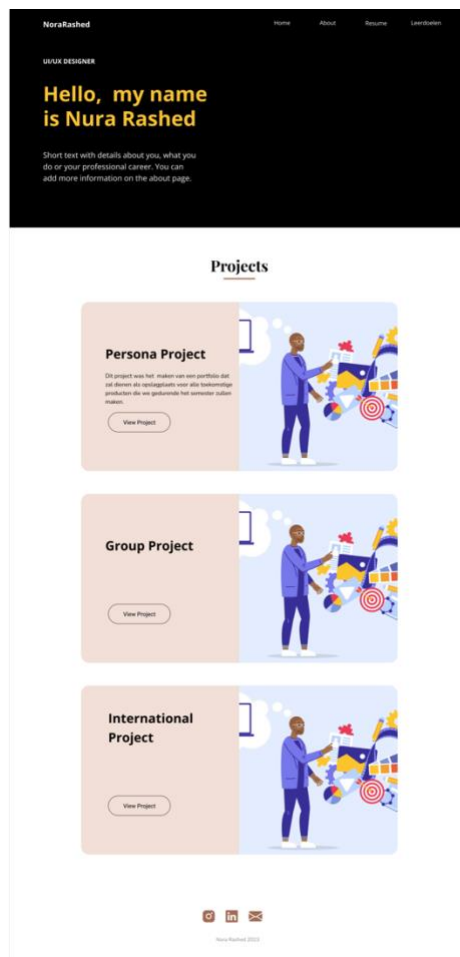 NoraRashed
Home
About
Resume
Leerdoelen
UI/UX DESIGNER
Hello, my name
is Nura Rashed
Short text with details about you, what you
do or your professional career. You can
add more information on the about page.
Projects
Persona Project
Dit project was het maken van een portfolio dat
zal dienen als opslagplaats voor alle toekomstige
producten die we gedurende het semester zullen
maken.
View Project
Group Project
View Project
International
Project
View Project
in
Nora Rashed